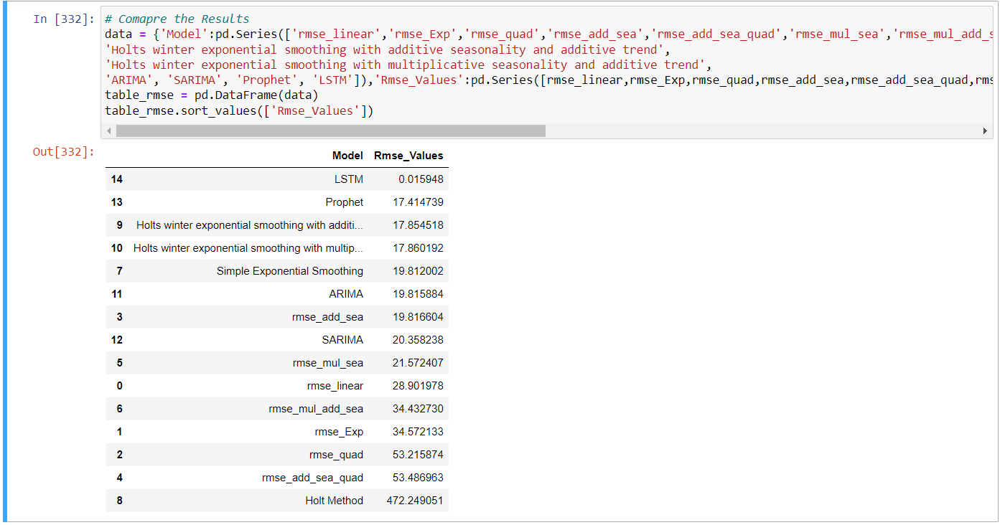 In [332]:
# Comapre the Results
data = {'Model':pd.Series(['rmse_linear','rmse_Exp','rmse_quad','rmse_add_sea','rmse_add_sea_quad','rmse_mul_sea','rmse_mul_add_s
'Holts winter exponential smoothing with additive seasonality and additive trend',
'Holts winter exponential smoothing with multiplicative seasonality and additive trend',
'ARIMA', 'SARIMA', 'Prophet', 'LSTM']),'Rmse_Values':pd.Series([rmse_linear,rmse_Exp,rmse_quad,rmse_add_sea,rmse_add_sea_quad,rms
table_rmse = pd.DataFrame(data)
table_rmse.sort_values(['Rmse_Values'])
Out[332]:
Model Rmse_Values
14 LSTM 0.015948
13 Prophet 17.414739
9 Holts winter exponential smoothing with additi... 17.854518
10 Holts winter exponential smoothing with multip... 17.860192
7 Simple Exponential Smoothing 19.812002
11 ARIMA 19.815884
3 rmse_add_sea 19.816604
12 SARIMA 20.358238
5 rmse_mul_sea 21.572407
0 rmse_linear 28.901978
6 rmse_mul_add_sea 34.432730
1 rmse_Exp 34.572133
2 rmse_quad 53.215874
4 rmse_add_sea_quad 53.486963
8 Holt Method 472.249051